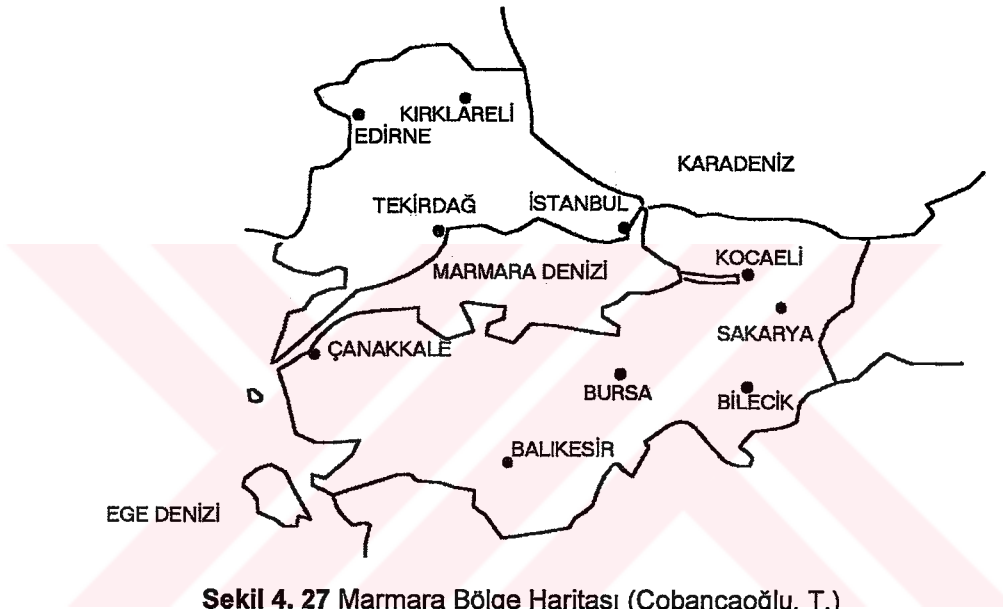 KIRKLARELİ
EDİRNE
KARADENİZ
TEKİRDAĞ
İSTANBUL
MARMARA DENİZİ
KOCAELİ
SAKARYA
ÇANAKKALE
BURSA
BİLECİK
BALIKESİR
EGE DENİZİ
Şekil 4. 27 Marmara Bölge Haritası (Çobancaoğlu, T.)